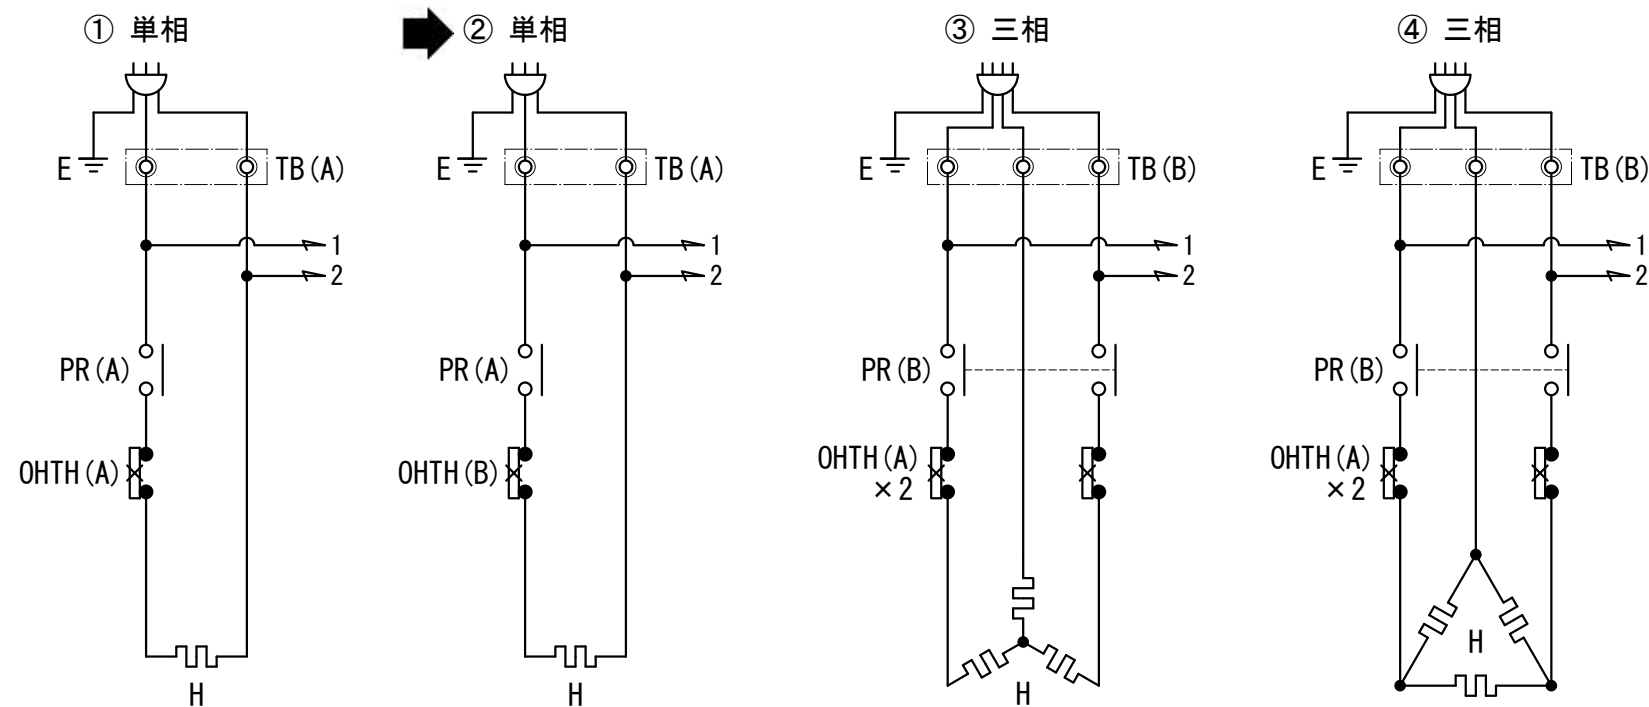 ① 単相
② 単相
③ 三相
④ 三相
E
TB(A)
E
TB(A)
E
TB(B)
E
TB(B)
1
1
1
1
2
2
2
2
PR(A)
PR(A)
PR(B)
PR(B)
OHTH(A)
OHTH(B)
OHTH(A)
×2
OHTH(A)
×2
H
H
H
H